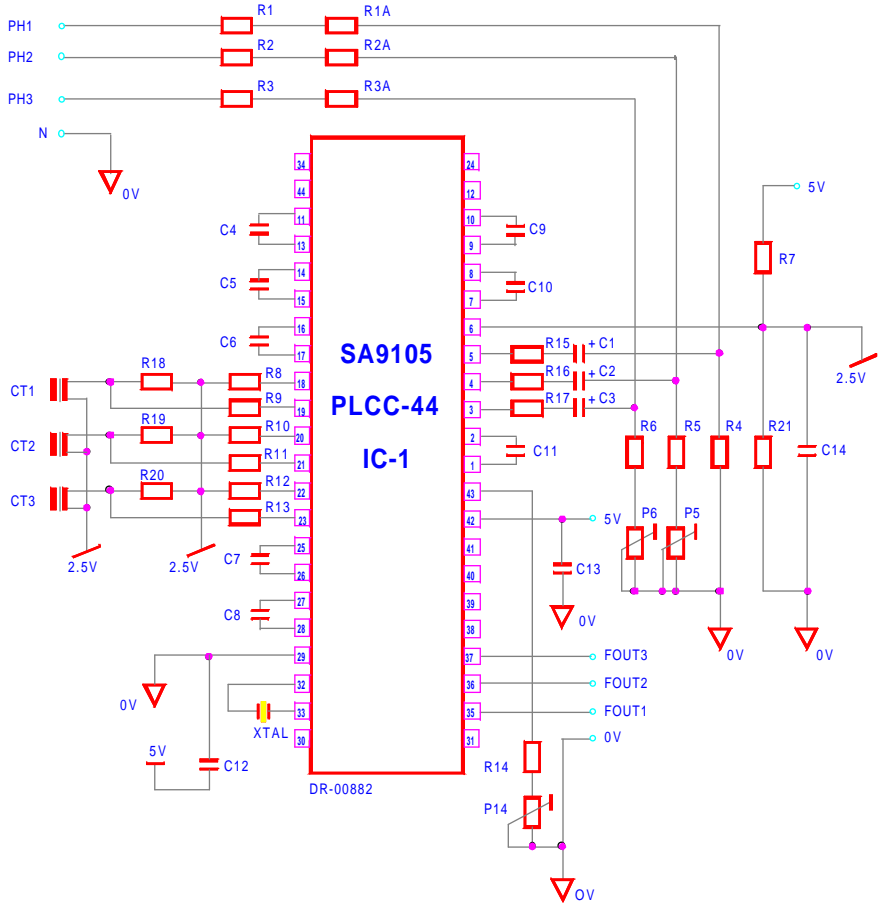 PH1 R1 R1A
PH2 R2 R2A
PH3 R3 R3A
N
0V
34 24
44 12
5V
11 10
C4 C9
13 9
R7
14 8
C5 C10
15 7
16 6
C6
17 5 R15 + C1
SA9105
2.5V
R18 R8 18 4 R16 + C2
CT1
R9 19 3 R17 + C3
PLCC-44
R19 R10 20 2
CT2
R6 R5 R4 R21
C11 C14
R11 21 1
IC-1
R20 R12 22 43
CT3
R13 23 42 5V
P6 P5
2.5V 2.5V
25 41
C7 C13
26 40
27 39
C8 0V
28 38
0V 0V
29 37 FOUT3
0V
32 36 FOUT2
33 35 FOUT1
XTAL
30 31 0V
5V
C12
R14
DR-00882
P14
OV